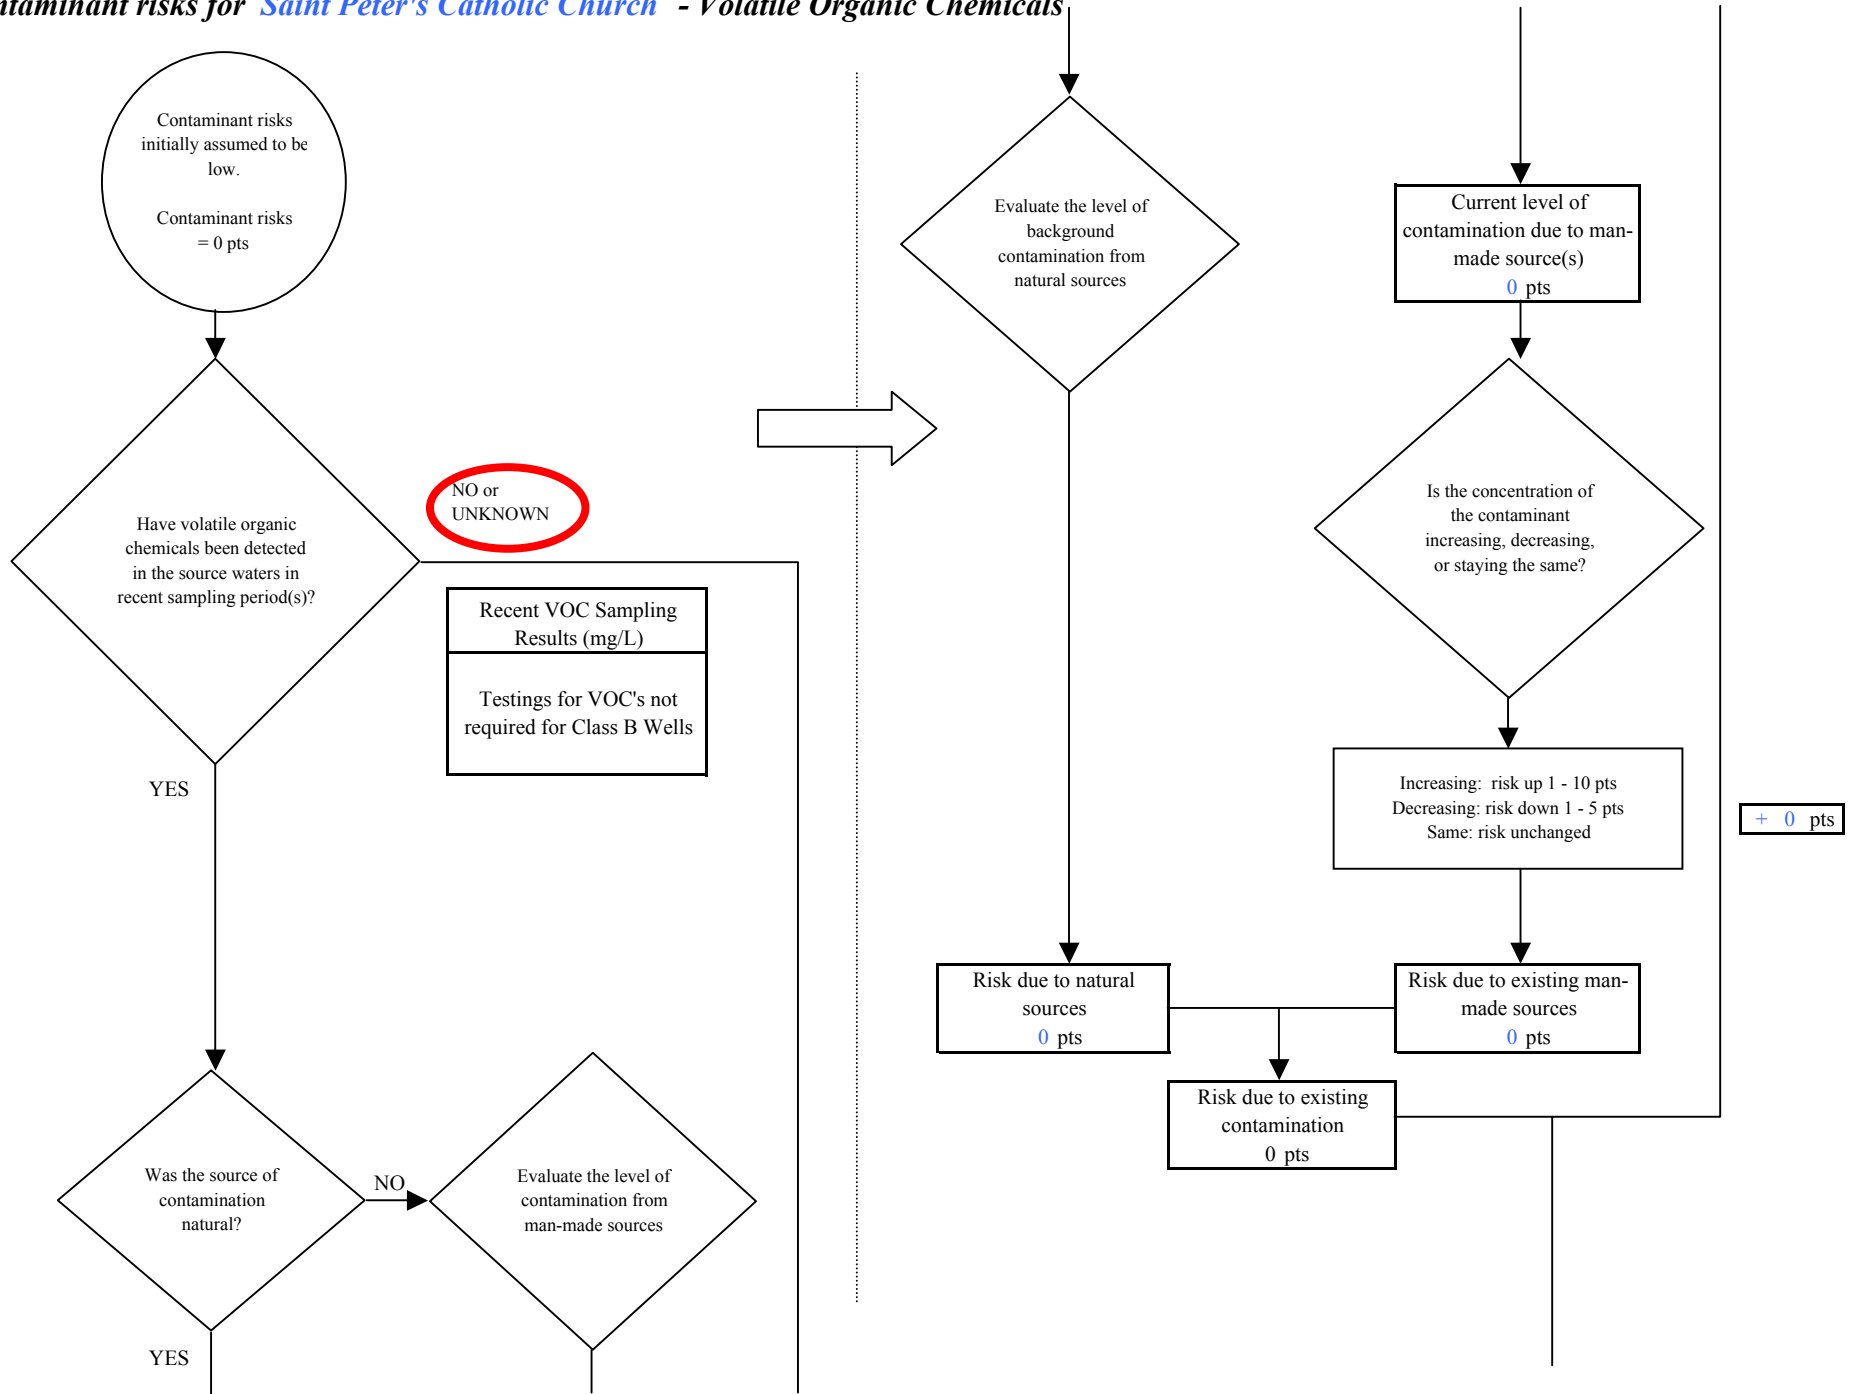 ntaminant risks for Saint Peter's Catholic Church - Volatile Organic Chemicals
Contaminant risks
initially assumed to be
low.
Contaminant risks
= 0 pts
Have volatile organic
chemicals been detected
in the source waters in
recent sampling period(s)?
NO or
UNKNOWN
Recent VOC Sampling
Results (mg/L)
Testings for VOC's not
required for Class B Wells
YES
Was the source of
contamination
natural?
NO
Evaluate the level of
contamination from
man-made sources
YES
Evaluate the level of
background
contamination from
natural sources
Current level of
contamination due to man-
made source(s)
0 pts
Is the concentration of
the contaminant
increasing, decreasing,
or staying the same?
Increasing: risk up 1 - 10 pts
Decreasing: risk down 1 - 5 pts
Same: risk unchanged
+ 0 pts
Risk due to natural
sources
0 pts
Risk due to existing man-
made sources
0 pts
Risk due to existing
contamination
0 pts